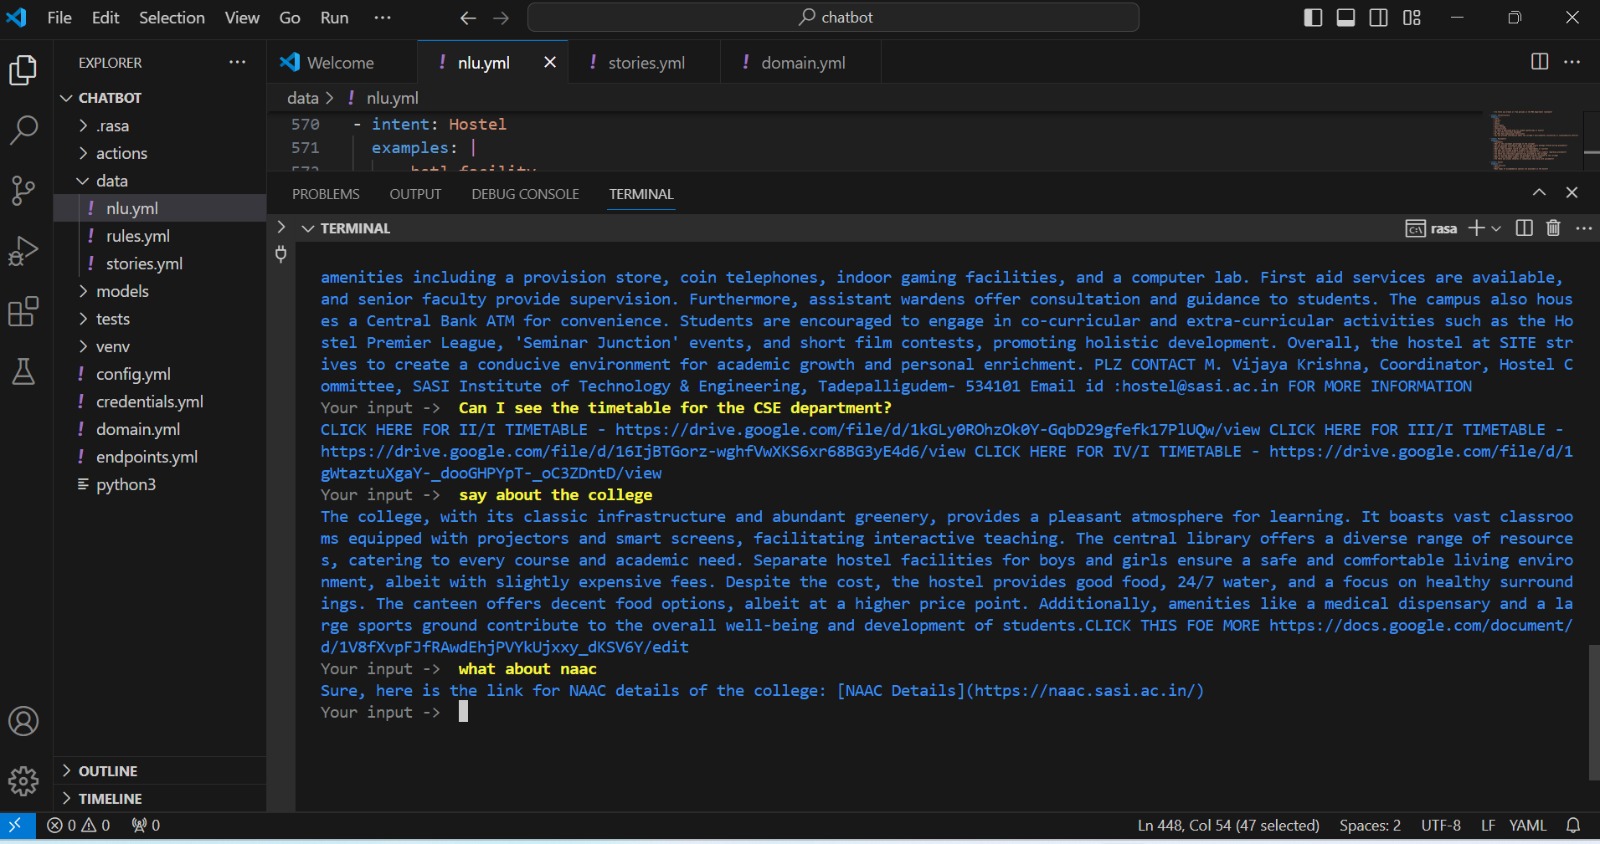 File Edit Selection View Go Run ··· chatbot
EXPLORER ···
CHATBOT
.rasa
actions
data
nlu.yml
rules.yml
stories.yml
models
tests
venv
config.yml
credentials.yml
domain.yml
endpoints.yml
python3
OUTLINE
TIMELINE
Welcome ! nlu.yml ! stories.yml ! domain.yml
data > ! nlu.yml
570 - intent: Hostel
571 examples: |
PROBLEMS OUTPUT DEBUG CONSOLE TERMINAL
TERMINAL rasa
amenities including a provision store, coin telephones, indoor gaming facilities, and a computer lab. First aid services are available,
and senior faculty provide supervision. Furthermore, assistant wardens offer consultation and guidance to students. The campus also hous
es a Central Bank ATM for convenience. Students are encouraged to engage in co-curricular and extra-curricular activities such as the Ho
stel Premier League, 'Seminar Junction' events, and short film contests, promoting holistic development. Overall, the hostel at SITE str
ives to create a conducive environment for academic growth and personal enrichment. PLZ CONTACT M. Vijaya Krishna, Coordinator, Hostel C
ommittee, SASI Institute of Technology & Engineering, Tadepalligudem- 534101 Email id :hostel@sasi.ac.in FOR MORE INFORMATION
Your input -> Can I see the timetable for the CSE department?
CLICK HERE FOR II/I TIMETABLE - https://drive.google.com/file/d/1kGLy0ROhzOk0Y-GqbD29gfefk17PlUQw/view CLICK HERE FOR III/I TIMETABLE -
https://drive.google.com/file/d/16IjBTGorz-wghfVwXKS6xr68BG3yE4d6/view CLICK HERE FOR IV/I TIMETABLE - https://drive.google.com/file/d/1
gWtaztuXgaY-_dooGHPYpT-_oC3ZDntD/view
Your input -> say about the college
The college, with its classic infrastructure and abundant greenery, provides a pleasant atmosphere for learning. It boasts vast classroo
ms equipped with projectors and smart screens, facilitating interactive teaching. The central library offers a diverse range of resource
s, catering to every course and academic need. Separate hostel facilities for boys and girls ensure a safe and comfortable living enviro
nment, albeit with slightly expensive fees. Despite the cost, the hostel provides good food, 24/7 water, and a focus on healthy surround
ings. The canteen offers decent food options, albeit at a higher price point. Additionally, amenities like a medical dispensary and a la
rge sports ground contribute to the overall well-being and development of students.CLICK THIS FOE MORE https://docs.google.com/document/
d/1V8fXvpFJfRAwdEhjPVYkUjxxy_dKSV6Y/edit
Your input -> what about naac
Sure, here is the link for NAAC details of the college: [NAAC Details](https://naac.sasi.ac.in/)
Your input ->
0 0 0 Ln 448, Col 54 (47 selected) Spaces: 2 UTF-8 LF YAML